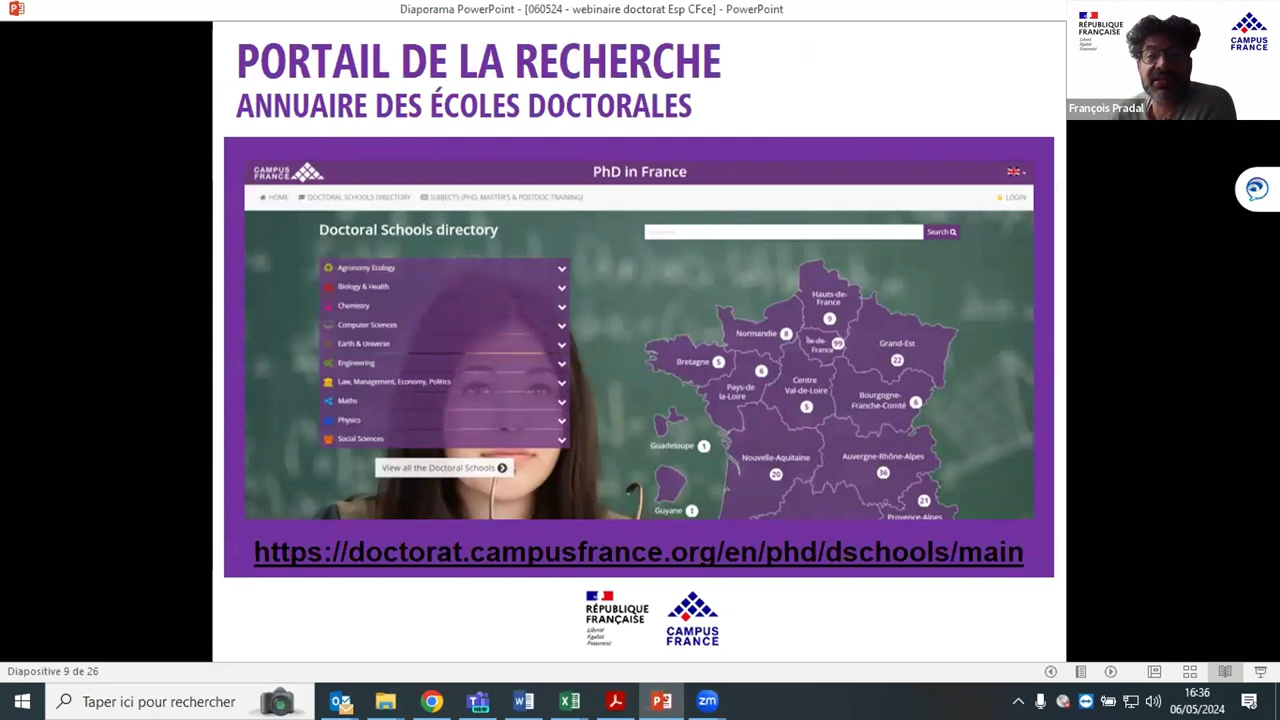 Diaporama PowerPoint - [060524 - webinaire doctorat Esp CFce] - PowerPoint
RÉPUBLIQUE
FRANÇAISE
Liberté
Égalité
Fraternité
CAMPUS
FRANCE
François Pradal
PORTAIL DE LA RECHERCHE
ANNUAIRE DES ÉCOLES DOCTORALES
CAMPUS
FRANCE
PhD in France
HOME
DOCTORAL SCHOOLS DIRECTORY
SUBJECTS (PHD, MASTER'S & POSTDOC TRAINING)
LOGIN
Doctoral Schools directory
Search
Agronomy Ecology
Biology & Health
Chemistry
Computer Sciences
Earth & Universe
Engineering
Law, Management, Economy, Politics
Maths
Physics
Social Sciences
View all the Doctoral Schools
Hauts-de-
France
9
Normandie 8
Île-de-
France 99
Grand-Est
22
Bretagne 5
6
Pays-de
la-Loire
Centre
Val-de-Loire
5
Bourgogne-
Franche-Comté 6
Guadeloupe 1
Nouvelle-Aquitaine
20
Auvergne-Rhône-Alpes
36
Guyane 1
21
Provence-Alpes
https://doctorat.campusfrance.org/en/phd/dschools/main
RÉPUBLIQUE
FRANÇAISE
Liberté
Égalité
Fraternité
CAMPUS
FRANCE
Diapositive 9 de 26
Taper ici pour rechercher
16:36
06/05/2024